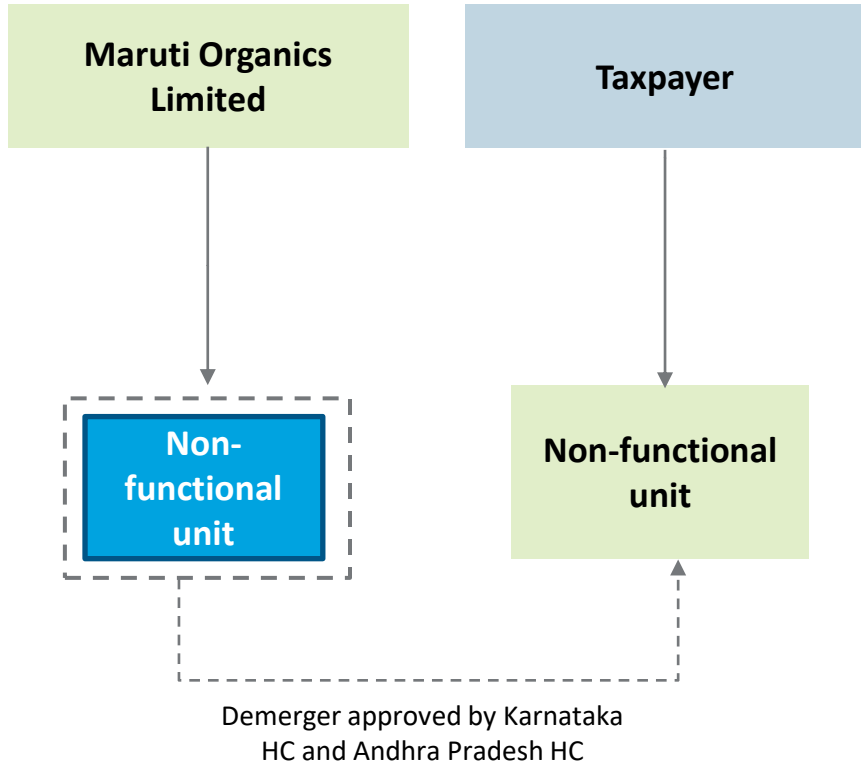 Maruti Organics
Limited
Taxpayer
Non-
functional
unit
Non-functional
unit
Demerger approved by Karnataka
HC and Andhra Pradesh HC